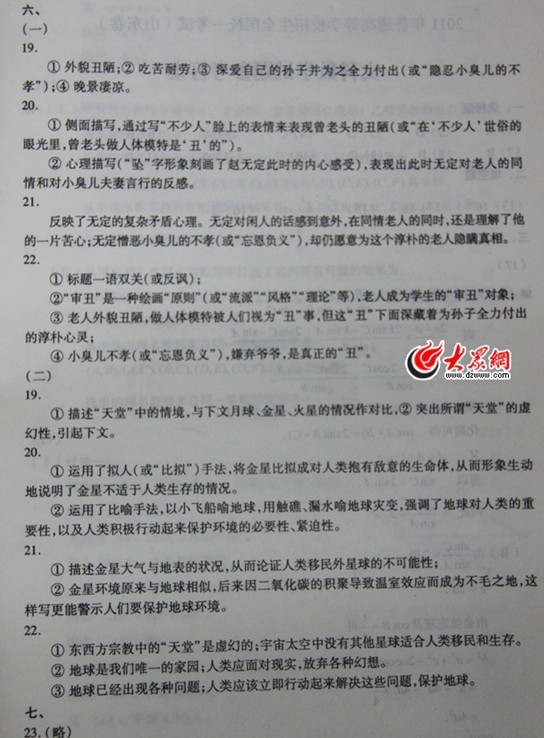 六、
(一)
19.
① 外貌丑陋;② 吃苦耐劳;③ 深爱自己的孙子并为之全力付出(或“隐忍小臭儿的不
孝”);④ 晚景凄凉。
20.
① 侧面描写,通过写“不少人”脸上的表情来表现曾老头的丑陋(或“在‘不少人’世俗的
眼光里,曾老头做人体模特是‘丑’的”)。
② 心理描写(“坠”字形象刻画了赵无定此时的内心感受),表现出此时无定对老人的同
情和对小臭儿夫妻言行的反感。
21.
反映了无定的复杂矛盾心理。无定对闲人的话感到意外,在同情老人的同时,还是理解了他
的一片苦心;无定憎恶小臭儿的不孝(或“忘恩负义”),却仍愿意为这个淳朴的老人隐瞒真相。
22.
① 标题一语双关(或反讽);
②“审丑”是一种绘画“原则”(或“流派”“风格”“理论”等),老人成为学生的“审丑”对象;
③ 老人外貌丑陋,做人体模特被人们视为“丑”事,但这“丑”下面深藏着为孙子全力付出
的淳朴心灵;
④ 小臭儿不孝(或“忘恩负义”),嫌弃爷爷,是真正的“丑”。
大众网
www.dzwww.com
(二)
19.
① 描述“天堂”中的情境,与下文月球、金星、火星的情况作对比,② 突出所谓“天堂”的虚
幻性,引起下文。
20.
① 运用了拟人(或“比拟”)手法,将金星比拟成对人类抱有敌意的生命体,从而形象生动
地说明了金星不适于人类生存的情况。
② 运用了比喻手法,以小飞船喻地球,用触礁、漏水喻地球灾变,强调了地球对人类的重
要性,以及人类积极行动起来保护环境的必要性、紧迫性。
21.
① 描述金星大气与地表的状况,从而论证人类移民外星球的不可能性;
② 金星环境原来与地球相似,后来因二氧化碳的积聚导致温室效应而成为不毛之地,这
样写更能警示人们要保护地球环境。
22.
① 东西方宗教中的“天堂”是虚幻的;宇宙太空中没有其他星球适合人类移民和生存。
② 地球是我们唯一的家园;人类应面对现实,放弃各种幻想。
③ 地球已经出现各种问题;人类应该立即行动起来解决这些问题,保护地球。
七、
23.(略)